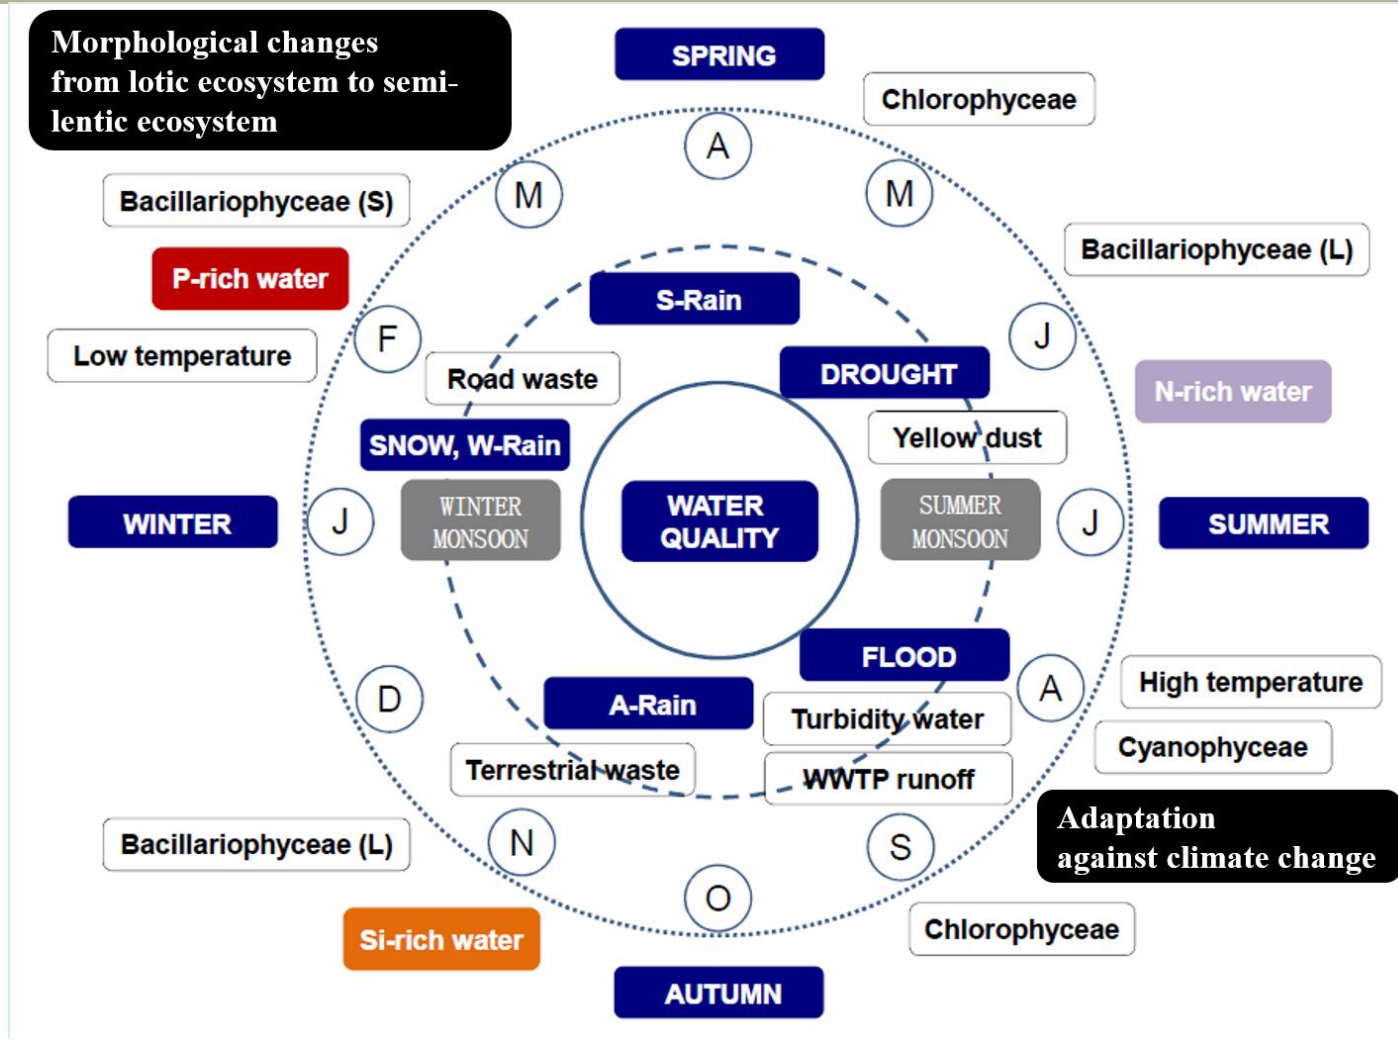 Morphological changes
from lotic ecosystem to semi-
lentic ecosystem
SPRING
Chlorophyceae
A
M
M
Bacillariophyceae (S)
Bacillariophyceae (L)
P-rich water
S-Rain
F
J
Low temperature
Road waste
DROUGHT
N-rich water
SNOW, W-Rain
Yellow dust
WINTER
J
WINTER
MONSOON
WATER
QUALITY
SUMMER
MONSOON
J
SUMMER
FLOOD
D
A-Rain
A
High temperature
Turbidity water
Cyanophyceae
Terrestrial waste
WWTP runoff
Bacillariophyceae (L)
N
S
Adaptation
against climate change
O
Si-rich water
Chlorophyceae
AUTUMN